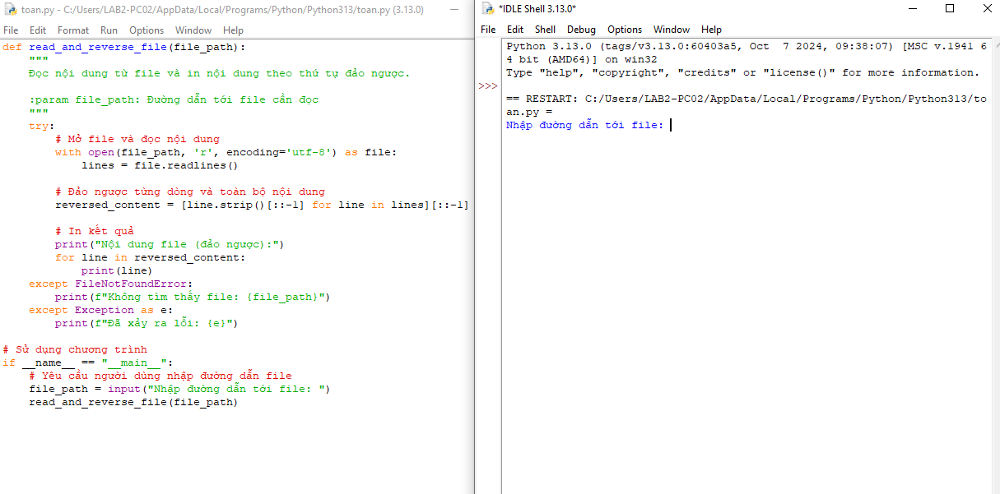 toan.py - C:/Users/LAB2-PC02/AppData/Local/Programs/Python/Python313/toan.py (3.13.0)
File Edit Format Run Options Window Help
def read_and_reverse_file(file_path):
    """
    Đọc nội dung từ file và in nội dung theo thứ tự đảo ngược.

    :param file_path: Đường dẫn tới file cần đọc
    """
    try:
        # Mở file và đọc nội dung
        with open(file_path, 'r', encoding='utf-8') as file:
            lines = file.readlines()

        # Đảo ngược từng dòng và toàn bộ nội dung
        reversed_content = [line.strip()[::-1] for line in lines][::-1]

        # In kết quả
        print("Nội dung file (đảo ngược):")
        for line in reversed_content:
            print(line)
    except FileNotFoundError:
        print(f"Không tìm thấy file: {file_path}")
    except Exception as e:
        print(f"Đã xảy ra lỗi: {e}")

# Sử dụng chương trình
if __name__ == "__main__":
    # Yêu cầu người dùng nhập đường dẫn file
    file_path = input("Nhập đường dẫn tới file: ")
    read_and_reverse_file(file_path)
*IDLE Shell 3.13.0*
File Edit Shell Debug Options Window Help
Python 3.13.0 (tags/v3.13.0:60403a5, Oct  7 2024, 09:38:07) [MSC v.1941 6
4 bit (AMD64)] on win32
Type "help", "copyright", "credits" or "license()" for more information.
>>>
== RESTART: C:/Users/LAB2-PC02/AppData/Local/Programs/Python/Python313/to
an.py =
Nhập đường dẫn tới file: